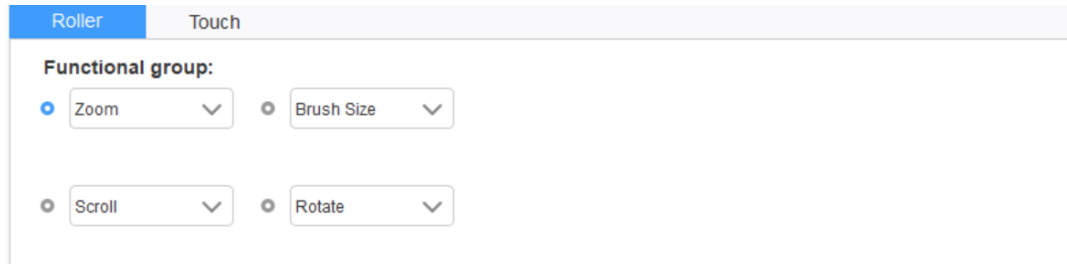 Roller Touch
Functional group:
Zoom Brush Size
Scroll Rotate